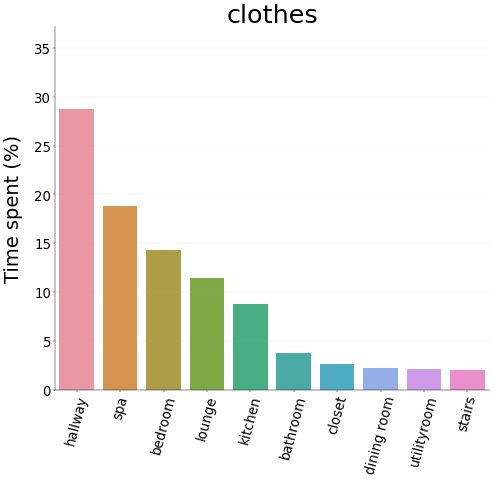 clothes
Time spent (%)
35
30
25
20
15
10
5
0
hallway
spa
bedroom
lounge
kitchen
bathroom
closet
dining room
utilityroom
stairs